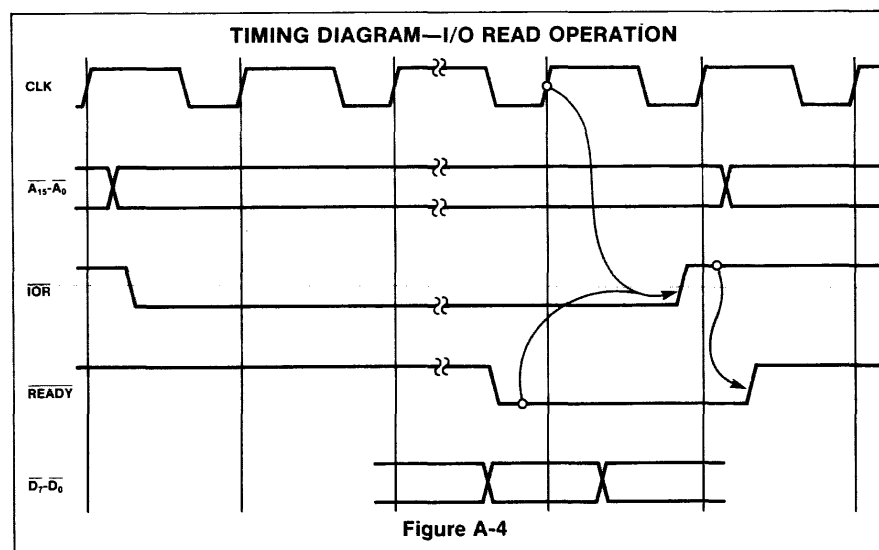 TIMING DIAGRAM—I/O READ OPERATION
CLK
A̅₁₅-A̅₀
I̅O̅R̅
R̅E̅A̅D̅Y̅
D̅₇-D̅₀
Figure A-4